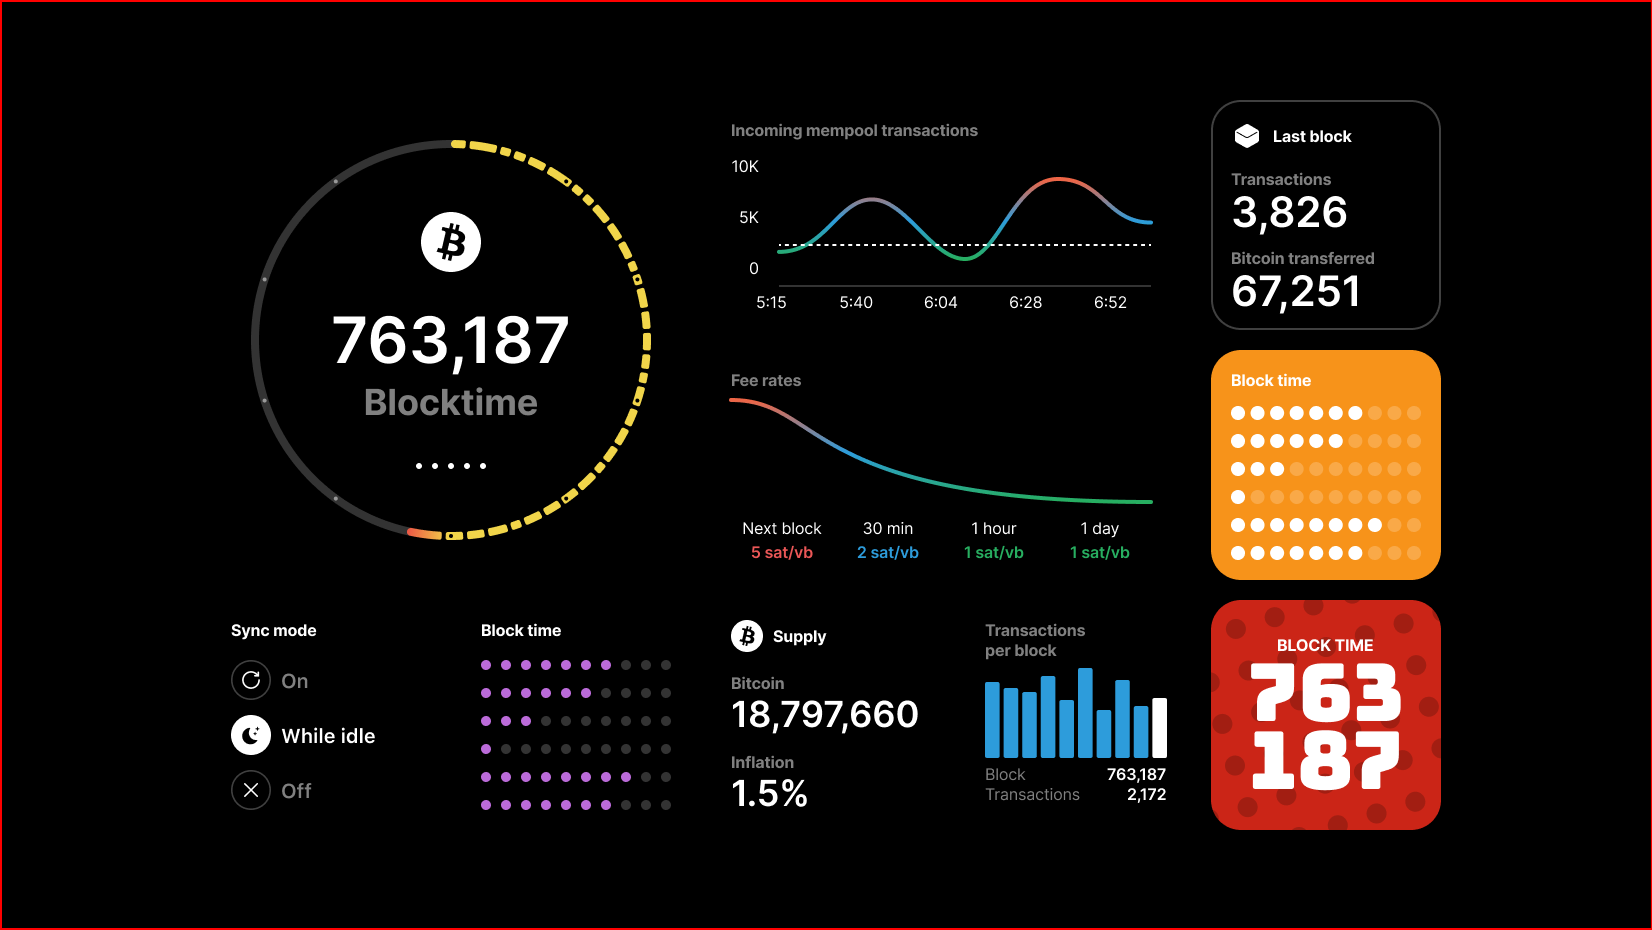 763,187
Blocktime
Incoming mempool transactions
10K
5K
0
5:15 5:40 6:04 6:28 6:52
Fee rates
Next block 30 min 1 hour 1 day
5 sat/vb 2 sat/vb 1 sat/vb 1 sat/vb
Last block
Transactions
3,826
Bitcoin transferred
67,251
Block time
Sync mode
On
While idle
Off
Block time
Supply
Bitcoin
18,797,660
Inflation
1.5%
Transactions
per block
Block 763,187
Transactions 2,172
BLOCK TIME
763
187